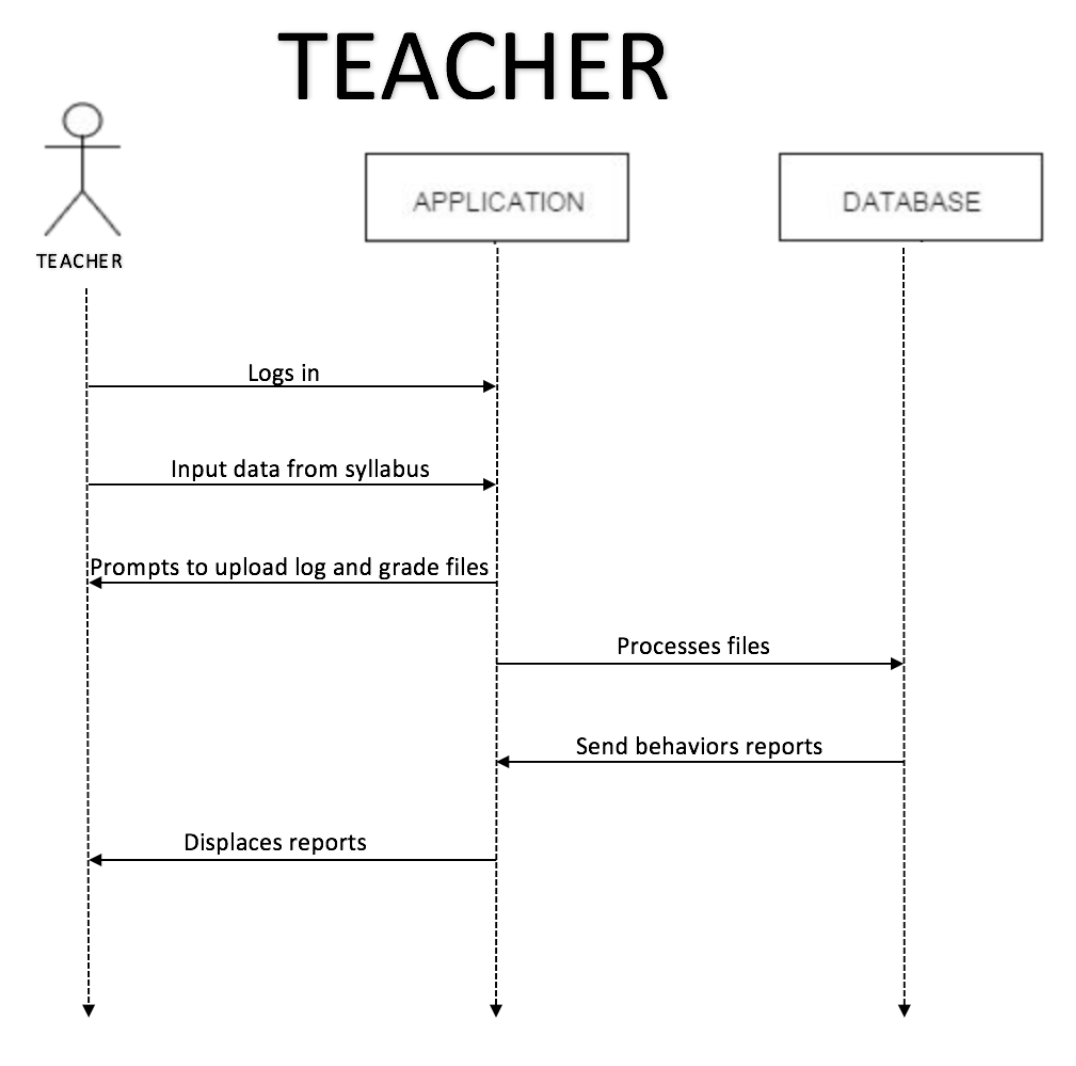 TEACHER
APPLICATION
DATABASE
TEACHER
Logs in
Input data from syllabus
Prompts to upload log and grade files
Processes files
Send behaviors reports
Displaces reports